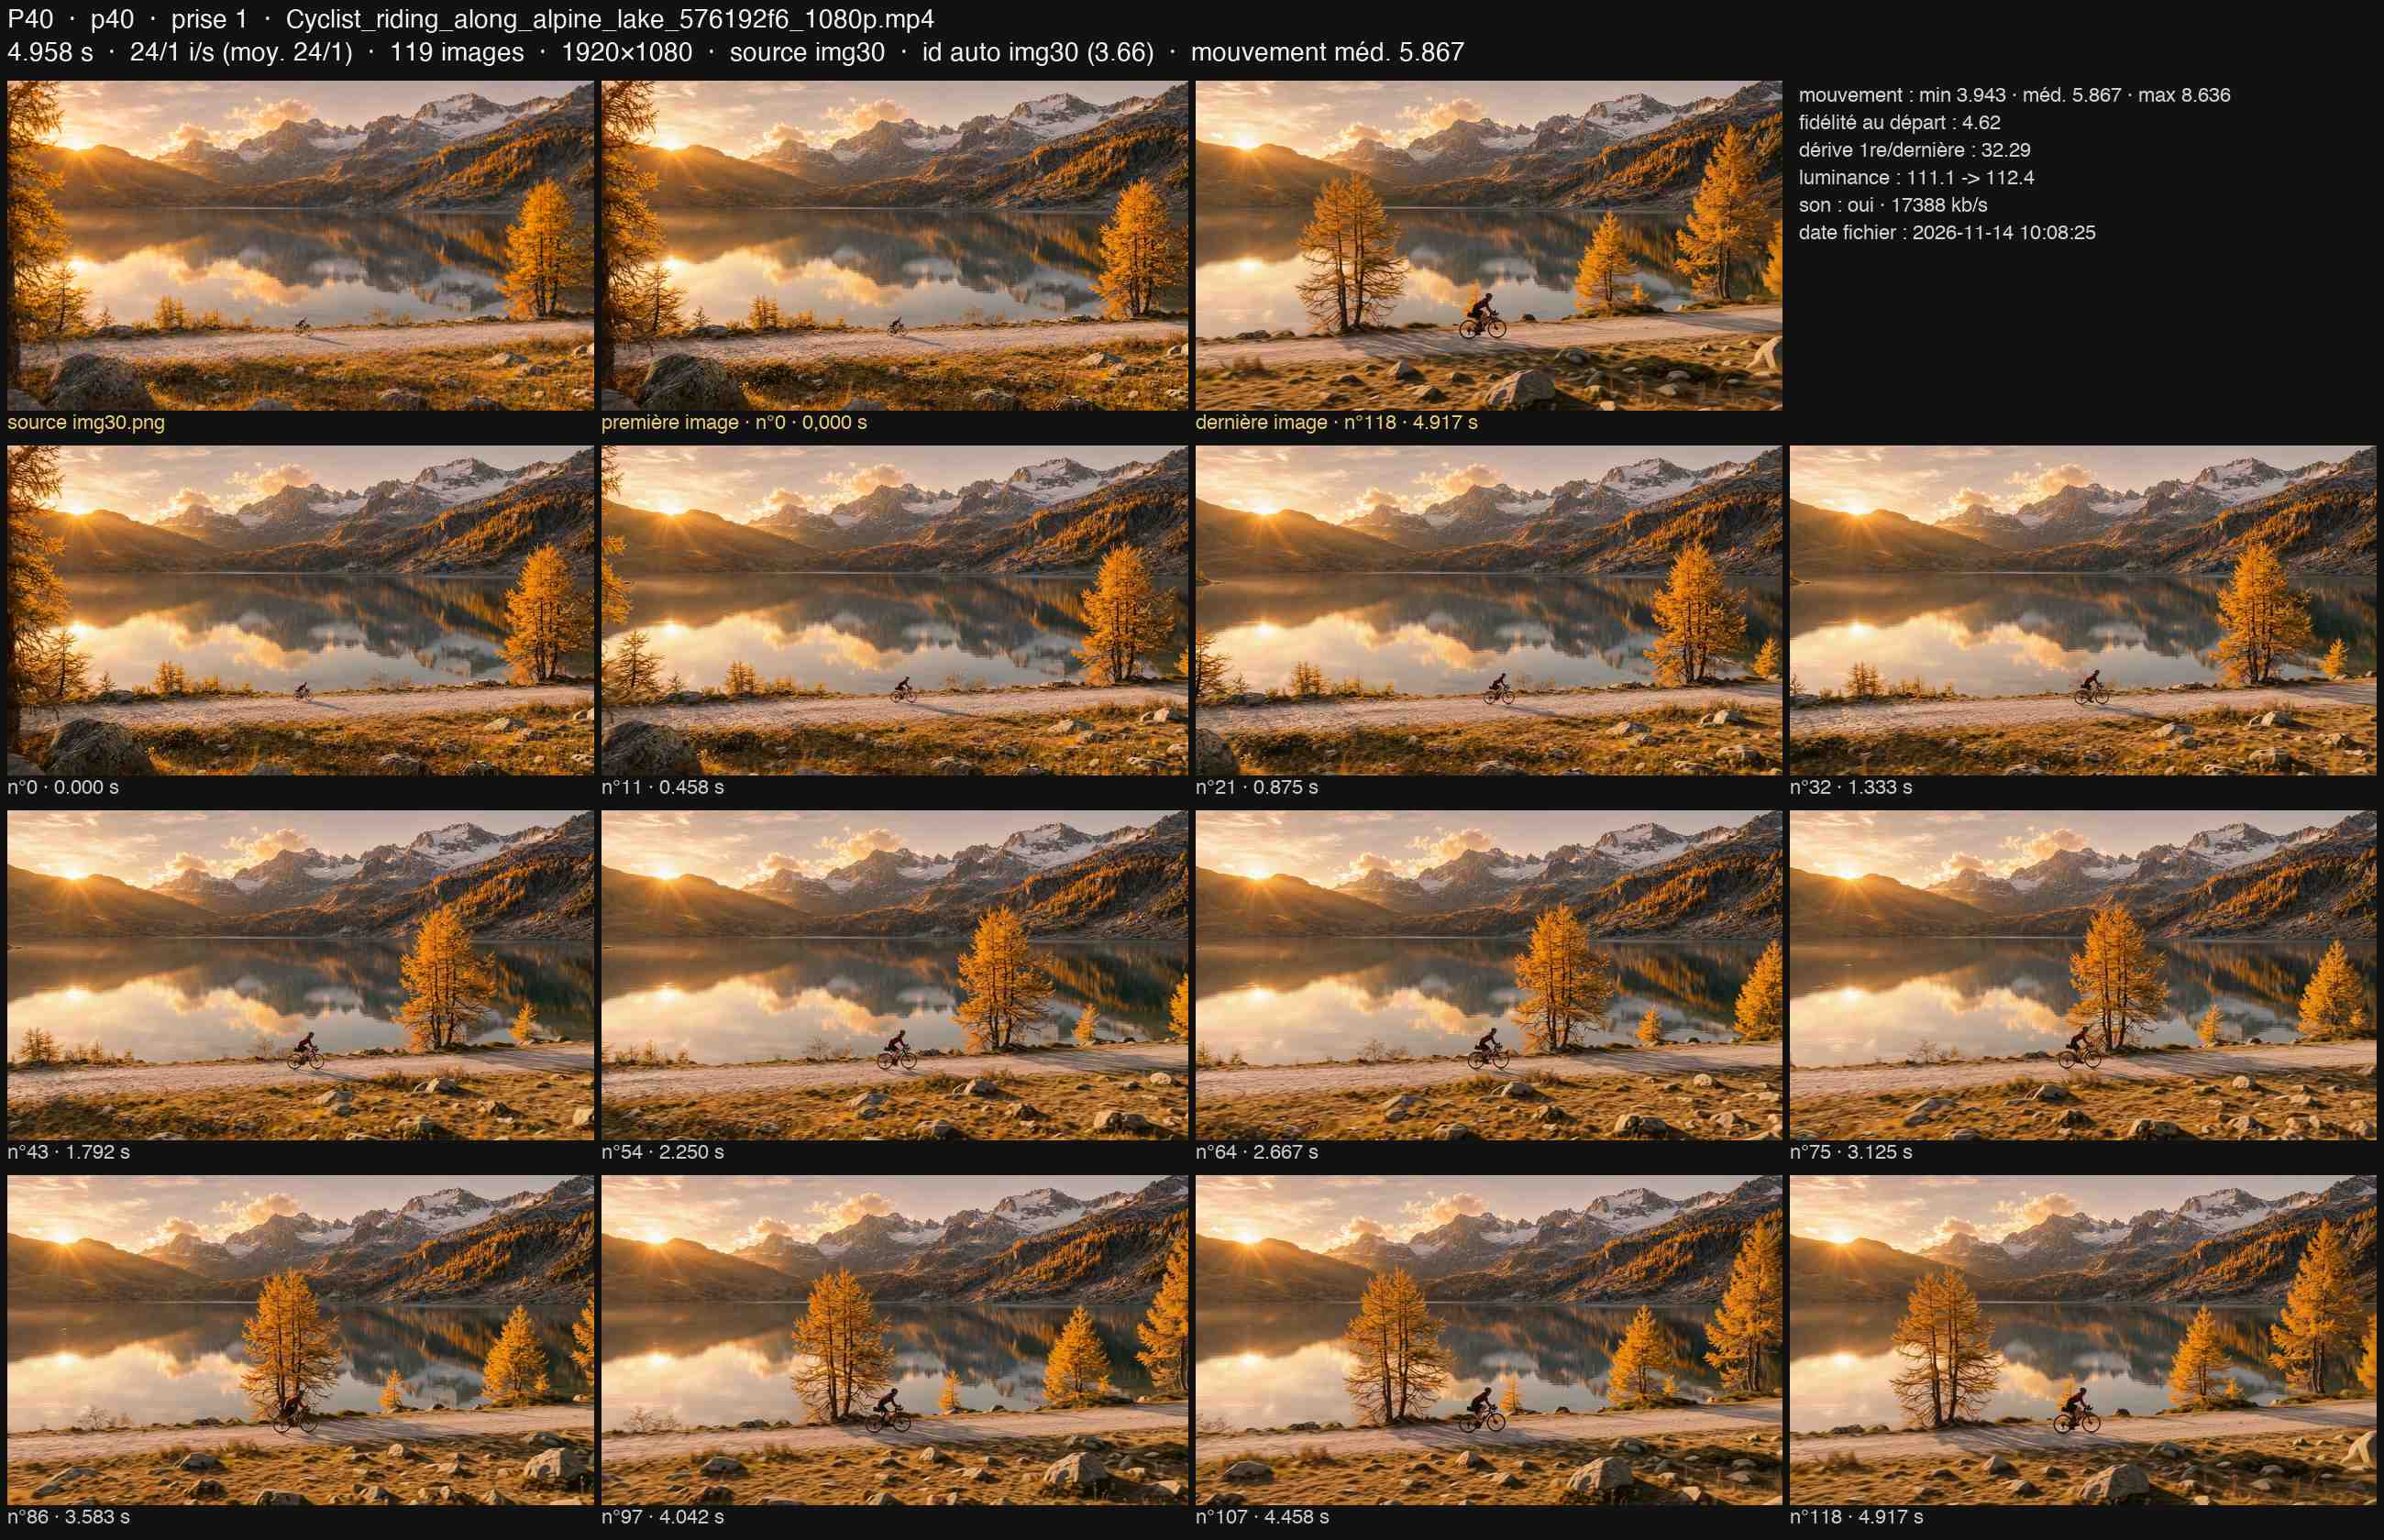 P40 · p40 · prise 1 · Cyclist_riding_along_alpine_lake_576192f6_1080p.mp4
4.958 s · 24/1 i/s (moy. 24/1) · 119 images · 1920×1080 · source img30 · id auto img30 (3.66) · mouvement méd. 5.867
mouvement : min 3.943 · méd. 5.867 · max 8.636
fidélité au départ : 4.62
dérive 1re/dernière : 32.29
luminance : 111.1 -> 112.4
son : oui · 17388 kb/s
date fichier : 2026-11-14 10:08:25
source img30.png
première image · n°0 · 0,000 s
dernière image · n°118 · 4.917 s
n°0 · 0.000 s
n°11 · 0.458 s
n°21 · 0.875 s
n°32 · 1.333 s
n°43 · 1.792 s
n°54 · 2.250 s
n°64 · 2.667 s
n°75 · 3.125 s
n°86 · 3.583 s
n°97 · 4.042 s
n°107 · 4.458 s
n°118 · 4.917 s